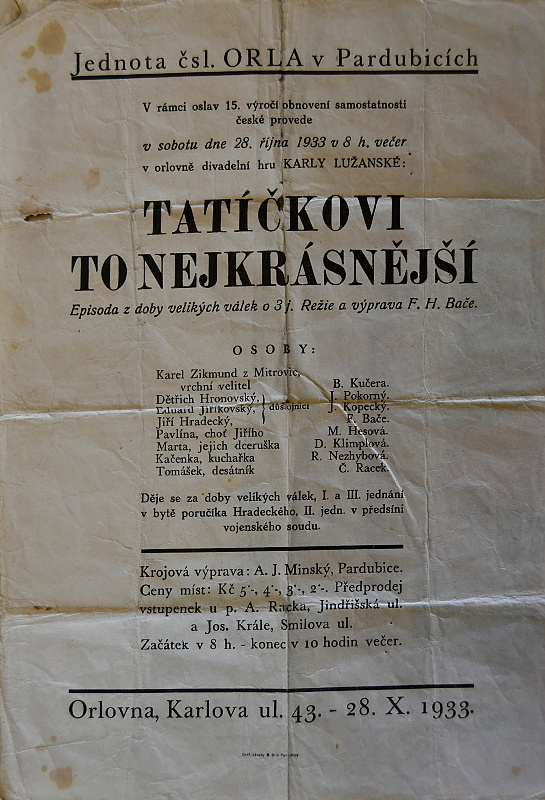 Jednota čsl. ORLA v Pardubicích
V rámci oslav 15. výročí obnovení samostatnosti
české provede
v sobotu dne 28. října 1933 v 8 h. večer
v orlovně divadelní hru KARLY LUŽANSKÉ:
TATÍČKOVI
TO NEJKRÁSNĚJŠÍ
Episoda z doby velikých válek o 3 j. Režie a výprava F. H. Bače.
OSOBY:
Karel Zikmund z Mitrovic,
vrchní velitel B. Kučera.
Dětřich Hronovský, J. Pokorný.
Eduard Jiříkovský, důstojníci J. Kopecký.
Jiří Hradecký, F. Bače.
Pavlína, choť Jiřího M. Hesová.
Marta, jejich dceruška D. Klimplová.
Kačenka, kuchařka R. Nezhybová.
Tomášek, desátník Č. Racek.
Děje se za doby velikých válek, I. a III. jednání
v bytě poručíka Hradeckého, II. jedn. v předsíni
vojenského soudu.
Krojová výprava: A. J. Minský, Pardubice.
Ceny míst: Kč 5·-, 4·-, 3·-, 2·-. Předprodej
vstupenek u p. A. Racka, Jindřišská ul.
a Jos. Krále, Smilova ul.
Začátek v 8 h. - konec v 10 hodin večer.
Orlovna, Karlova ul. 43. - 28. X. 1933.